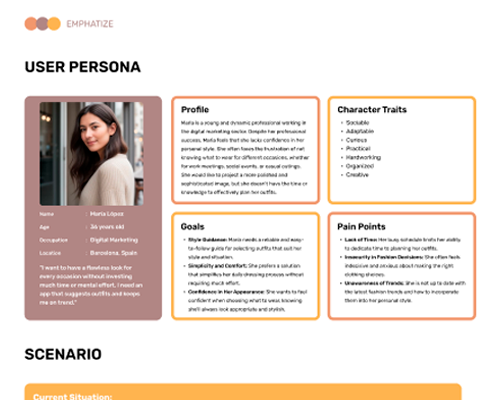 EMPHATIZE
USER PERSONA
Name : María López
Age : 36 years old
Occupation : Digital Marketing
Location : Barcelona, Spain
"I want to have a flawless look for
every occasion without investing
much time or mental effort. I need an
app that suggests outfits and keeps
me on trend."
Profile
María is a young and dynamic professional working in
the digital marketing sector. Despite her professional
success, María feels that she lacks confidence in her
personal style. She often faces the frustration of not
knowing what to wear for different occasions, whether
for work meetings, social events, or casual outings.
She would like to project a more polished and
sophisticated image, but she doesn't have the time or
knowledge to effectively plan her outfits.
Character Traits
• Sociable
• Adaptable
• Curious
• Practical
• Hardworking
• Organized
• Creative
Goals
• Style Guidance: María needs a reliable and easy-
to-follow guide for selecting outfits that suit her
style and situation.
• Simplicity and Comfort: She prefers a solution
that simplifies her daily dressing process without
requiring much effort.
• Confidence in Her Appearance: She wants to feel
confident when choosing what to wear, knowing
she'll always look appropriate and stylish.
Pain Points
• Lack of Time: Her busy schedule limits her ability
to dedicate time to planning her outfits.
• Insecurity in Fashion Decisions: She often feels
indecisive and anxious about making the right
clothing choices.
• Unawareness of Trends: She is not up to date with
the latest fashion trends and how to incorporate
them into her personal style.
SCENARIO
Current Situation: